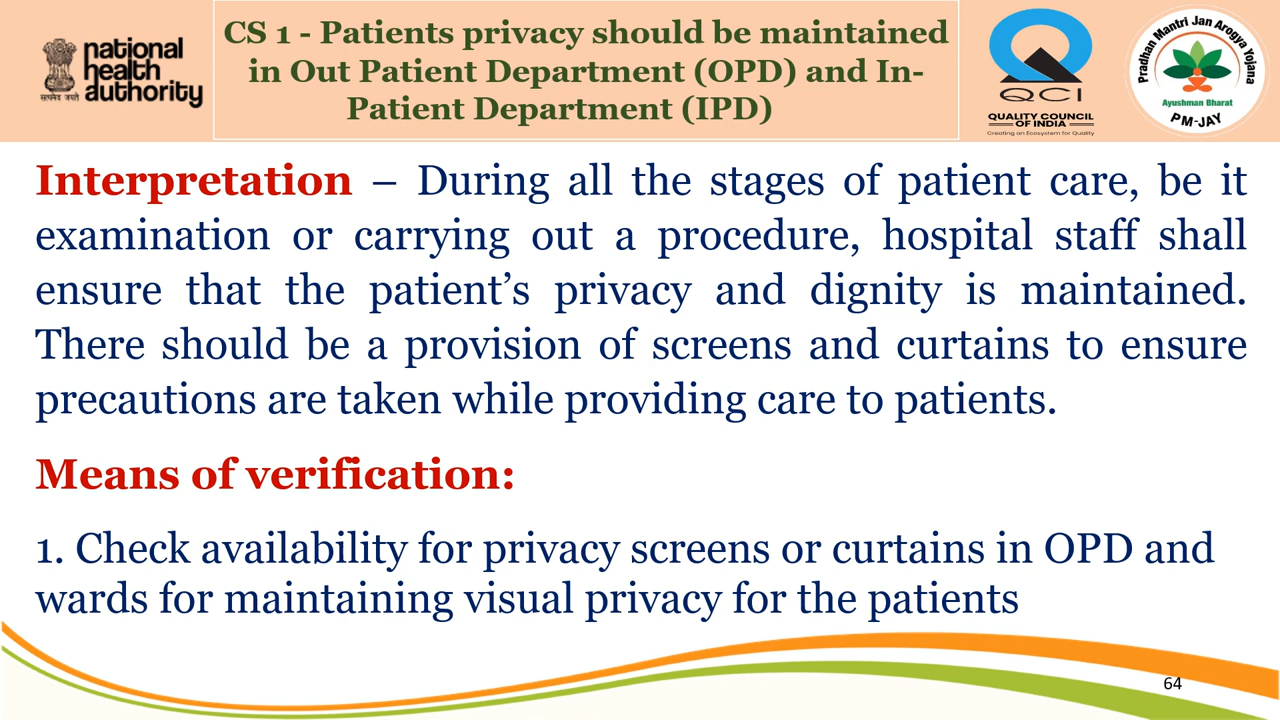 national
health
authority
सत्यमेव जयते
CS 1 - Patients privacy should be maintained
in Out Patient Department (OPD) and In-
Patient Department (IPD)
QCI
QUALITY COUNCIL
OF INDIA
Creating an Ecosystem for Quality
Pradhan Mantri Jan Arogya Yojana
Ayushman Bharat
PM-JAY
Interpretation – During all the stages of patient care, be it
examination or carrying out a procedure, hospital staff shall
ensure that the patient’s privacy and dignity is maintained.
There should be a provision of screens and curtains to ensure
precautions are taken while providing care to patients.
Means of verification:
1. Check availability for privacy screens or curtains in OPD and
wards for maintaining visual privacy for the patients
64